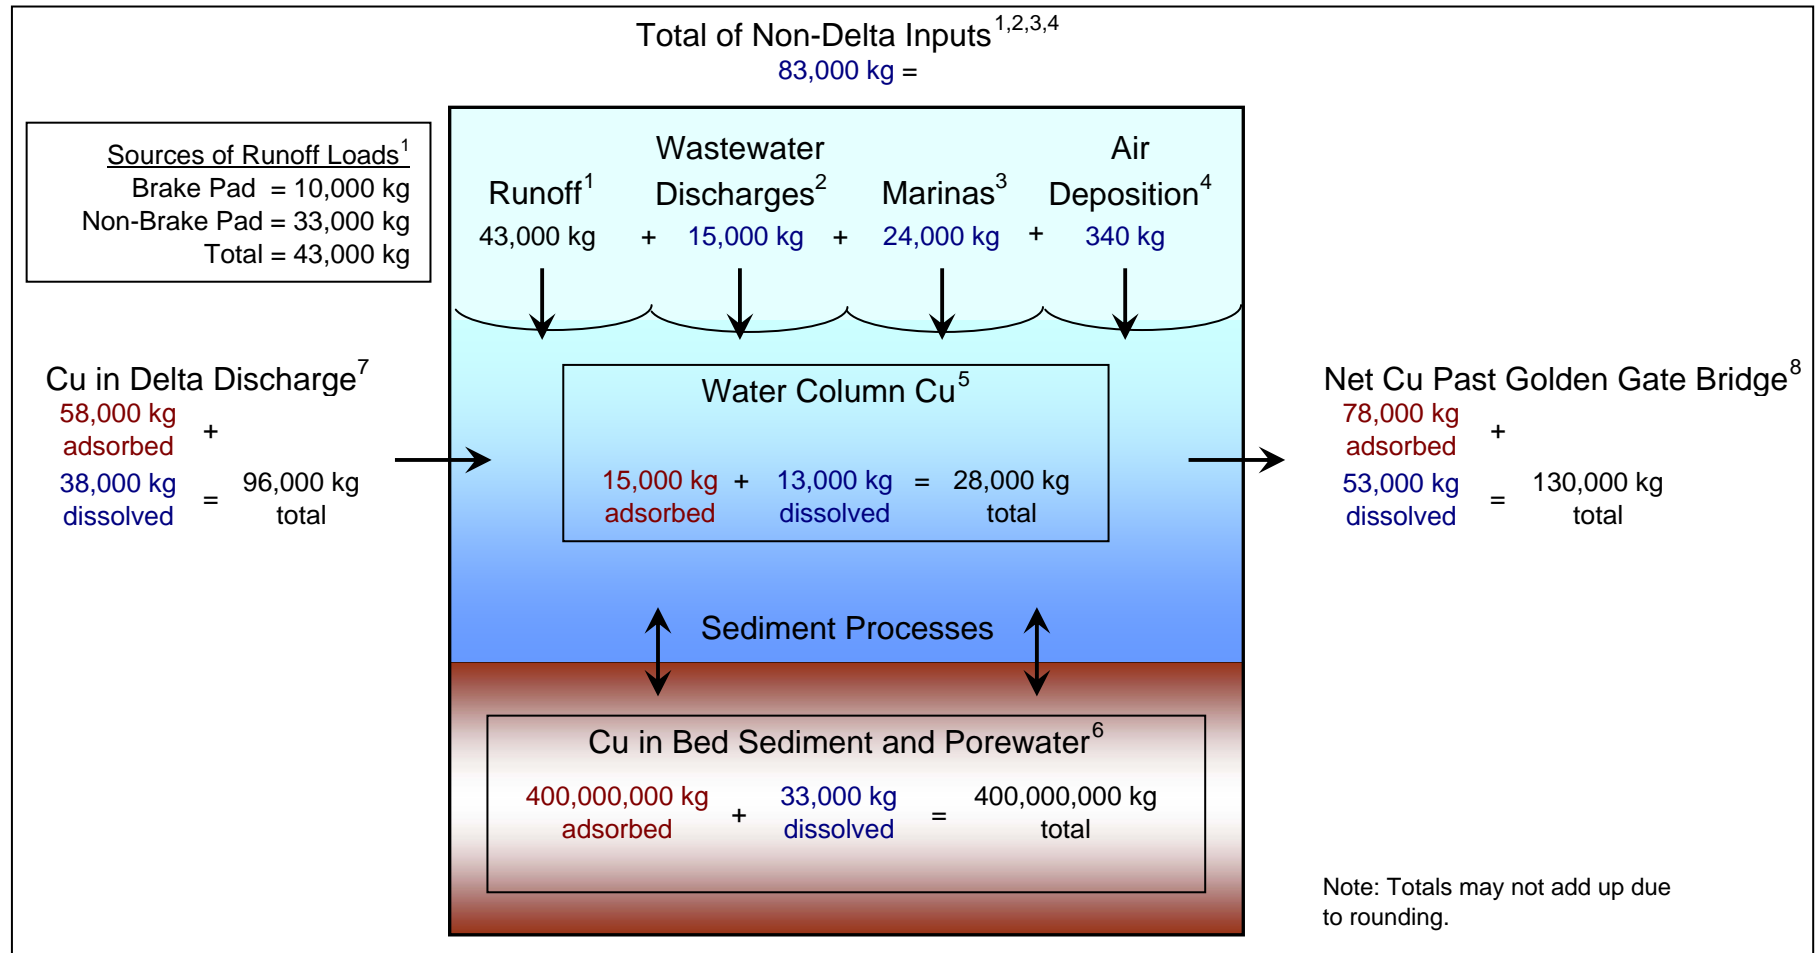 Total of Non-Delta Inputs1,2,3,4
83,000 kg =
Sources of Runoff Loads1
Brake Pad = 10,000 kg
Non-Brake Pad = 33,000 kg
Total = 43,000 kg
Runoff1
43,000 kg
+
Wastewater
Discharges2
15,000 kg
+
Marinas3
24,000 kg
+
Air
Deposition4
340 kg
Cu in Delta Discharge7
58,000 kg
adsorbed
+
38,000 kg
dissolved
=
96,000 kg
total
Water Column Cu5
15,000 kg
adsorbed
+
13,000 kg
dissolved
=
28,000 kg
total
Net Cu Past Golden Gate Bridge8
78,000 kg
adsorbed
+
53,000 kg
dissolved
=
130,000 kg
total
Sediment Processes
Cu in Bed Sediment and Porewater6
400,000,000 kg
adsorbed
+
33,000 kg
dissolved
=
400,000,000 kg
total
Note: Totals may not add up due
to rounding.